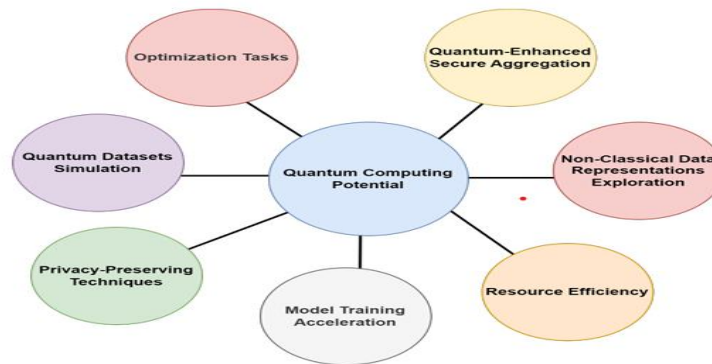 Optimization Tasks
Quantum-Enhanced
Secure Aggregation
Quantum Datasets
Simulation
Quantum Computing
Potential
Non-Classical Data
Representations
Exploration
Privacy-Preserving
Techniques
Model Training
Acceleration
Resource Efficiency